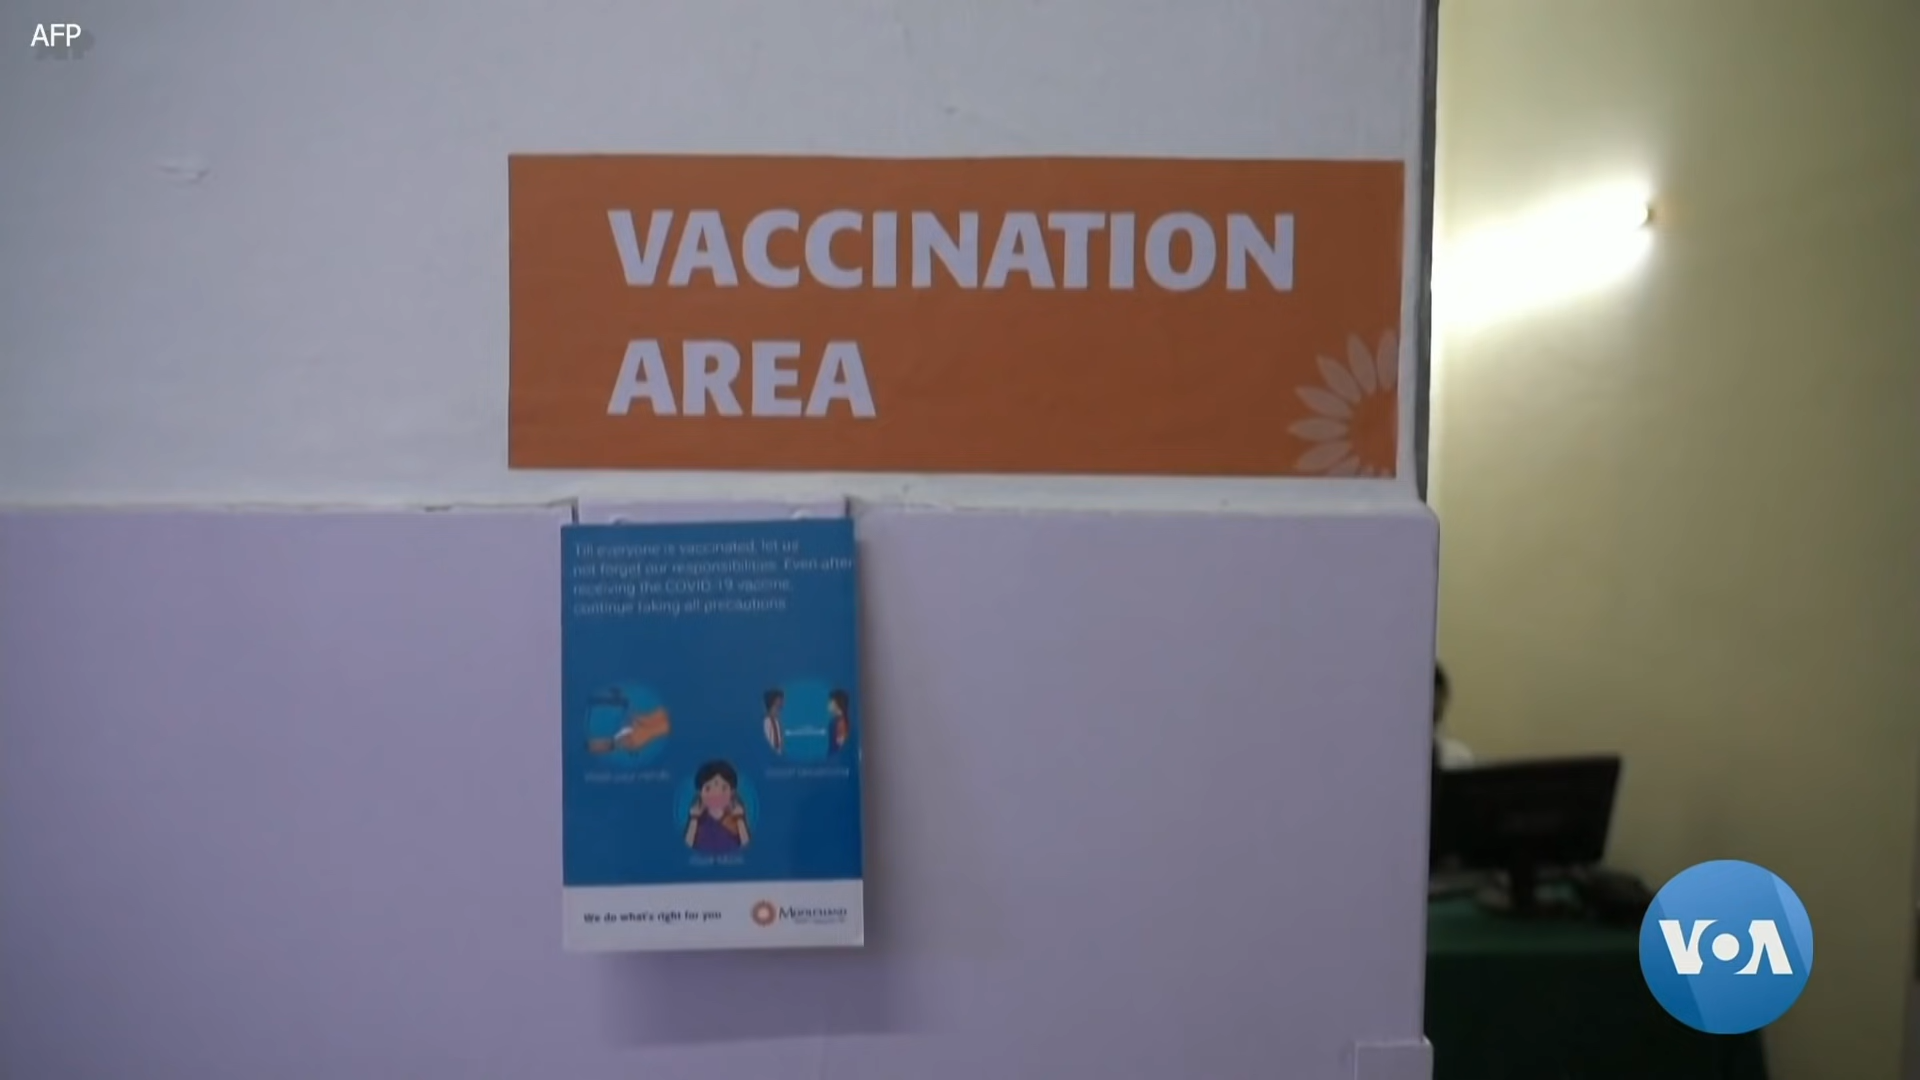 AFP
VACCINATION
AREA
Till everyone is vaccinated, let us
not forget our responsibilities. Even after
receiving the COVID-19 vaccine,
continue taking all precautions
We do what's right for you
VOA